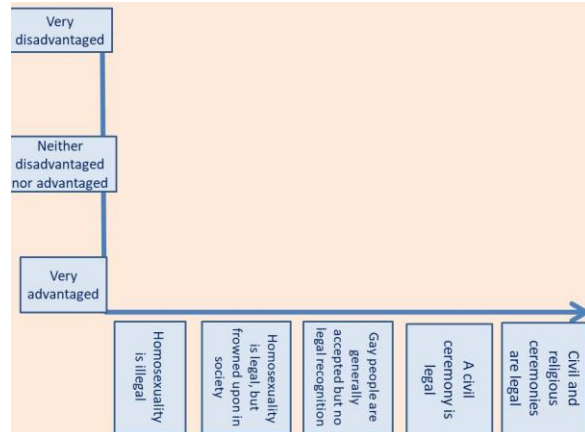 Very
disadvantaged
Neither
disadvantaged
nor advantaged
Very
advantaged
Homosexuality
is illegal
Homosexuality
is legal, but
frowned upon in
society
Gay people are
generally
accepted but no
legal recognition
A civil
ceremony is
legal
Civil and
religious
ceremonies
are legal